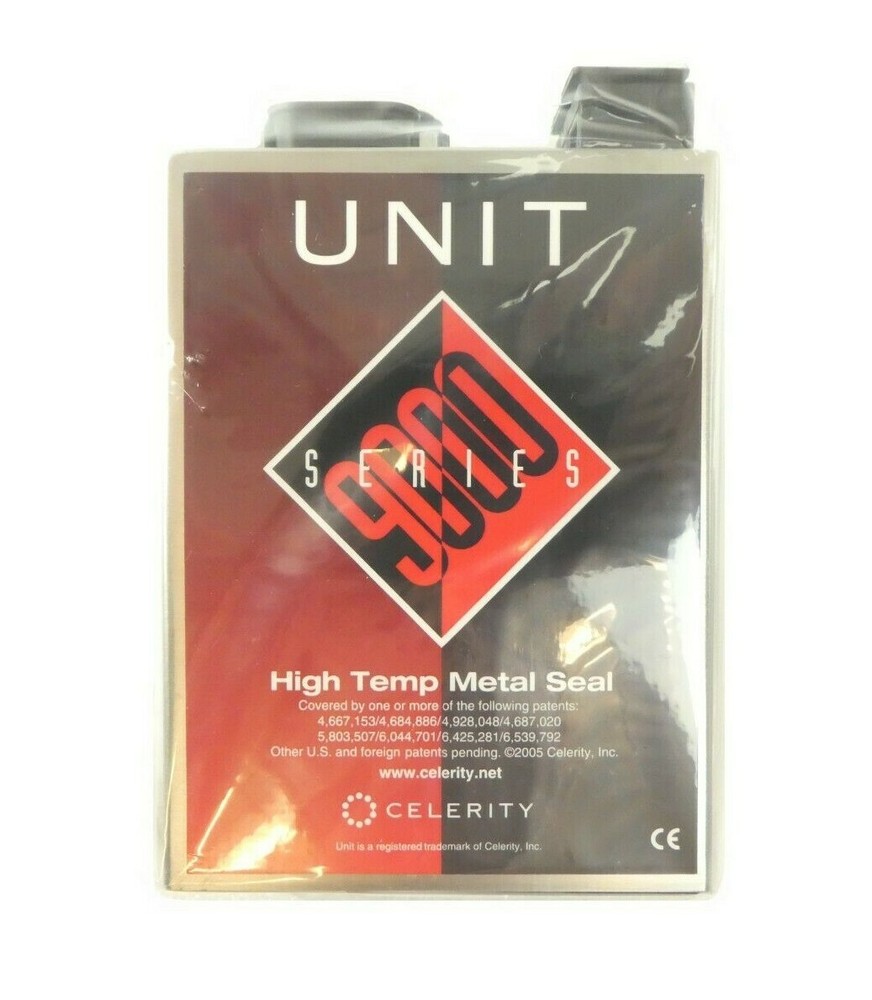 UNIT
9000
SERIES
High Temp Metal Seal
Covered by one or more of the following patents:
4,667,153/4,684,886/4,928,048/4,687,020
5,803,507/6,044,701/6,425,281/6,539,792
Other U.S. and foreign patents pending. ©2005 Celerity, Inc.
www.celerity.net
CELERITY
Unit is a registered trademark of Celerity, Inc.
CE